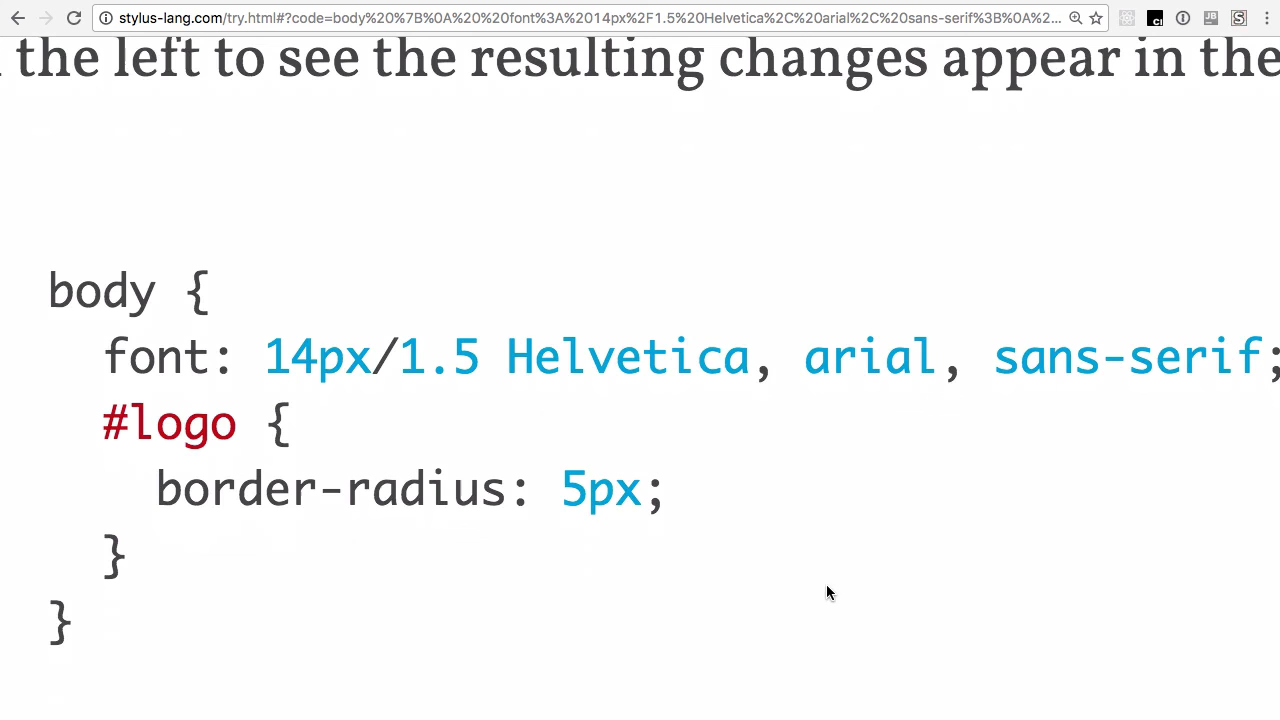 stylus-lang.com/try.html#?code=body%20%7B%0A%20%20font%3A%2014px%2F1.5%20Helvetica%2C%20arial%2C%20sans-serif%3B%0A%2...
the left to see the resulting changes appear in the
body {
  font: 14px/1.5 Helvetica, arial, sans-serif;
  #logo {
    border-radius: 5px;
  }
}